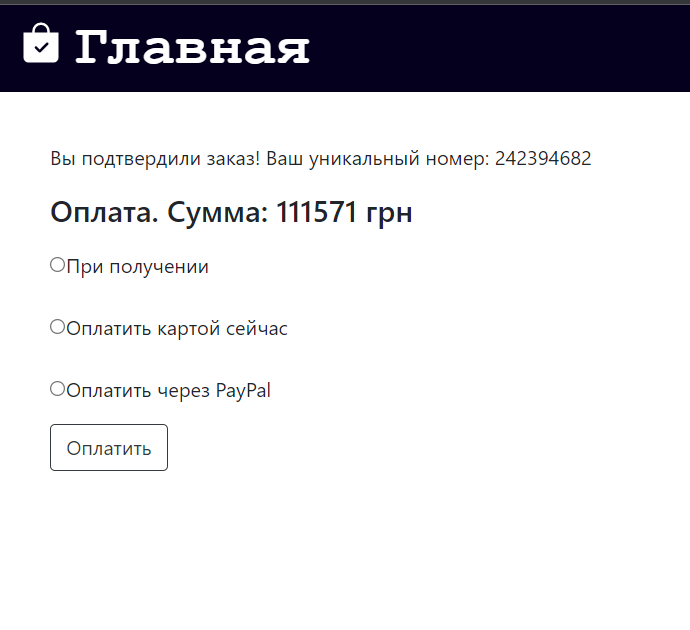 Главная
Вы подтвердили заказ! Ваш уникальный номер: 242394682
Оплата. Сумма: 111571 грн
При получении
Оплатить картой сейчас
Оплатить через PayPal
Оплатить